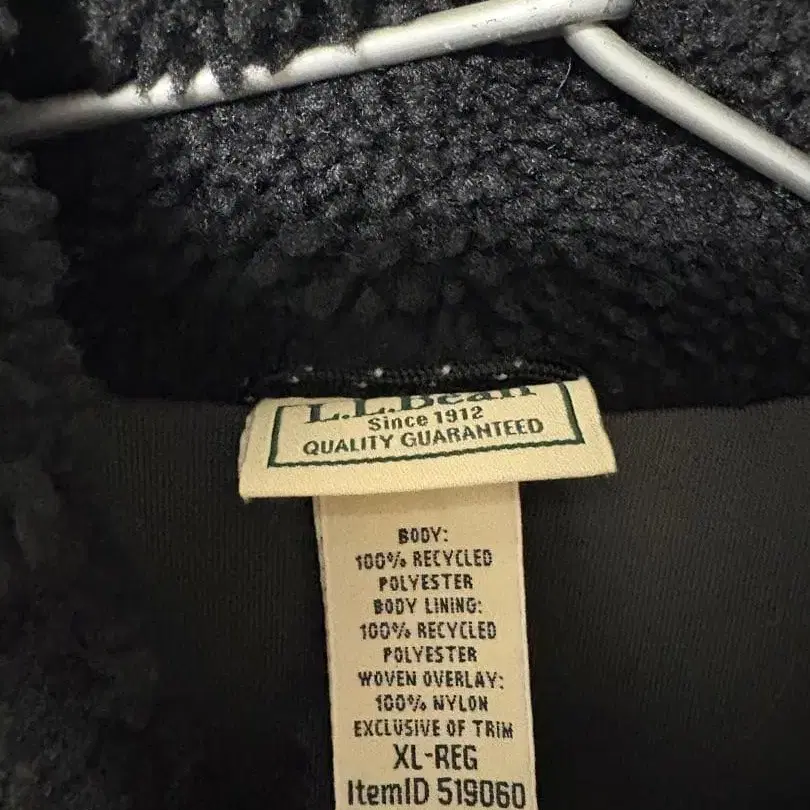 L.L.Bean
Since 1912
QUALITY GUARANTEED
BODY:
100% RECYCLED
POLYESTER
BODY LINING:
100% RECYCLED
POLYESTER
WOVEN OVERLAY:
100% NYLON
EXCLUSIVE OF TRIM
XL-REG
ItemID 519060